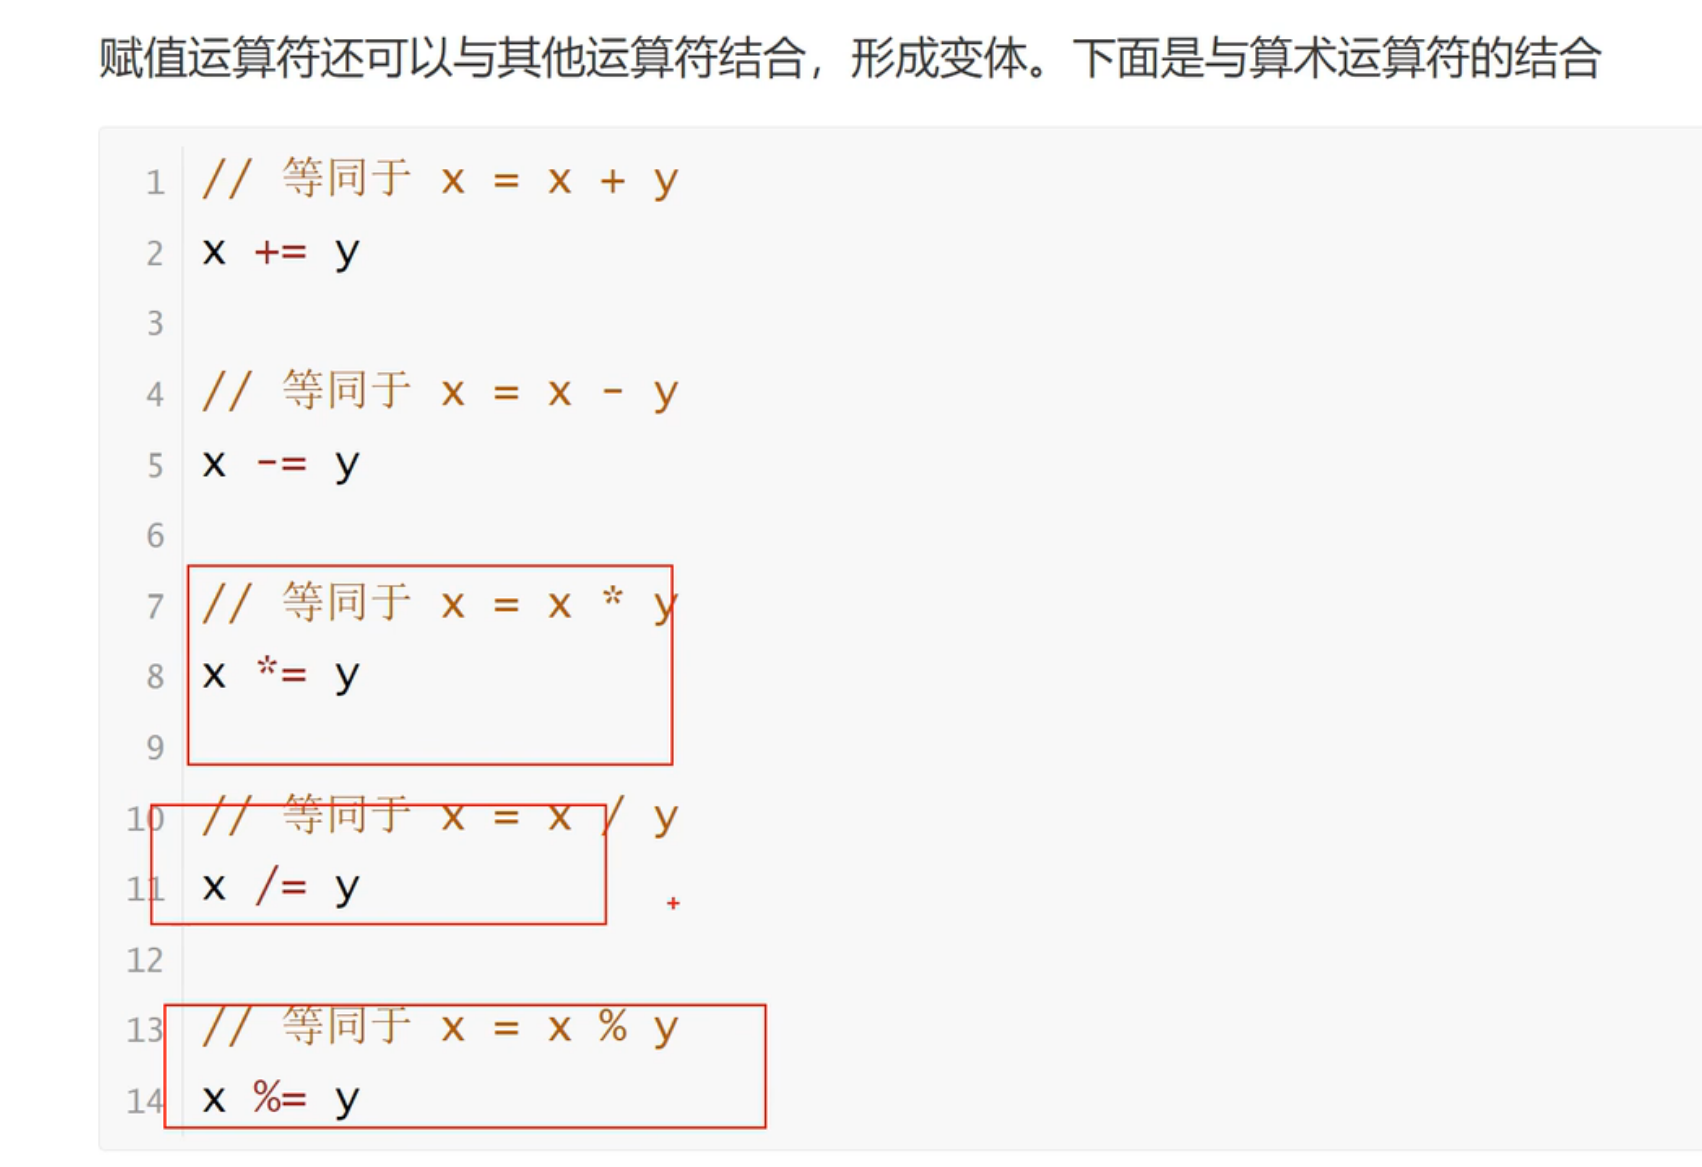 赋值运算符还可以与其他运算符结合，形成变体。下面是与算术运算符的结合
1 // 等同于 x = x + y
2 x += y
3
4 // 等同于 x = x - y
5 x -= y
6
7 // 等同于 x = x * y
8 x *= y
9
10 // 等同于 x = x / y
11 x /= y
12
13 // 等同于 x = x % y
14 x %= y